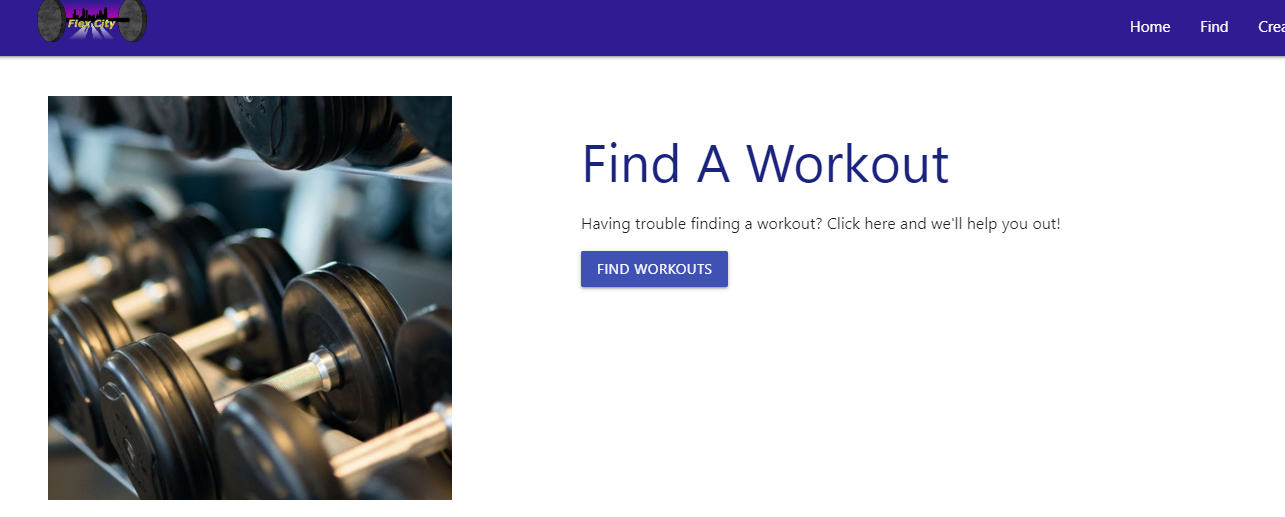 Flex City
Home Find Crea
Find A Workout
Having trouble finding a workout? Click here and we'll help you out!
FIND WORKOUTS